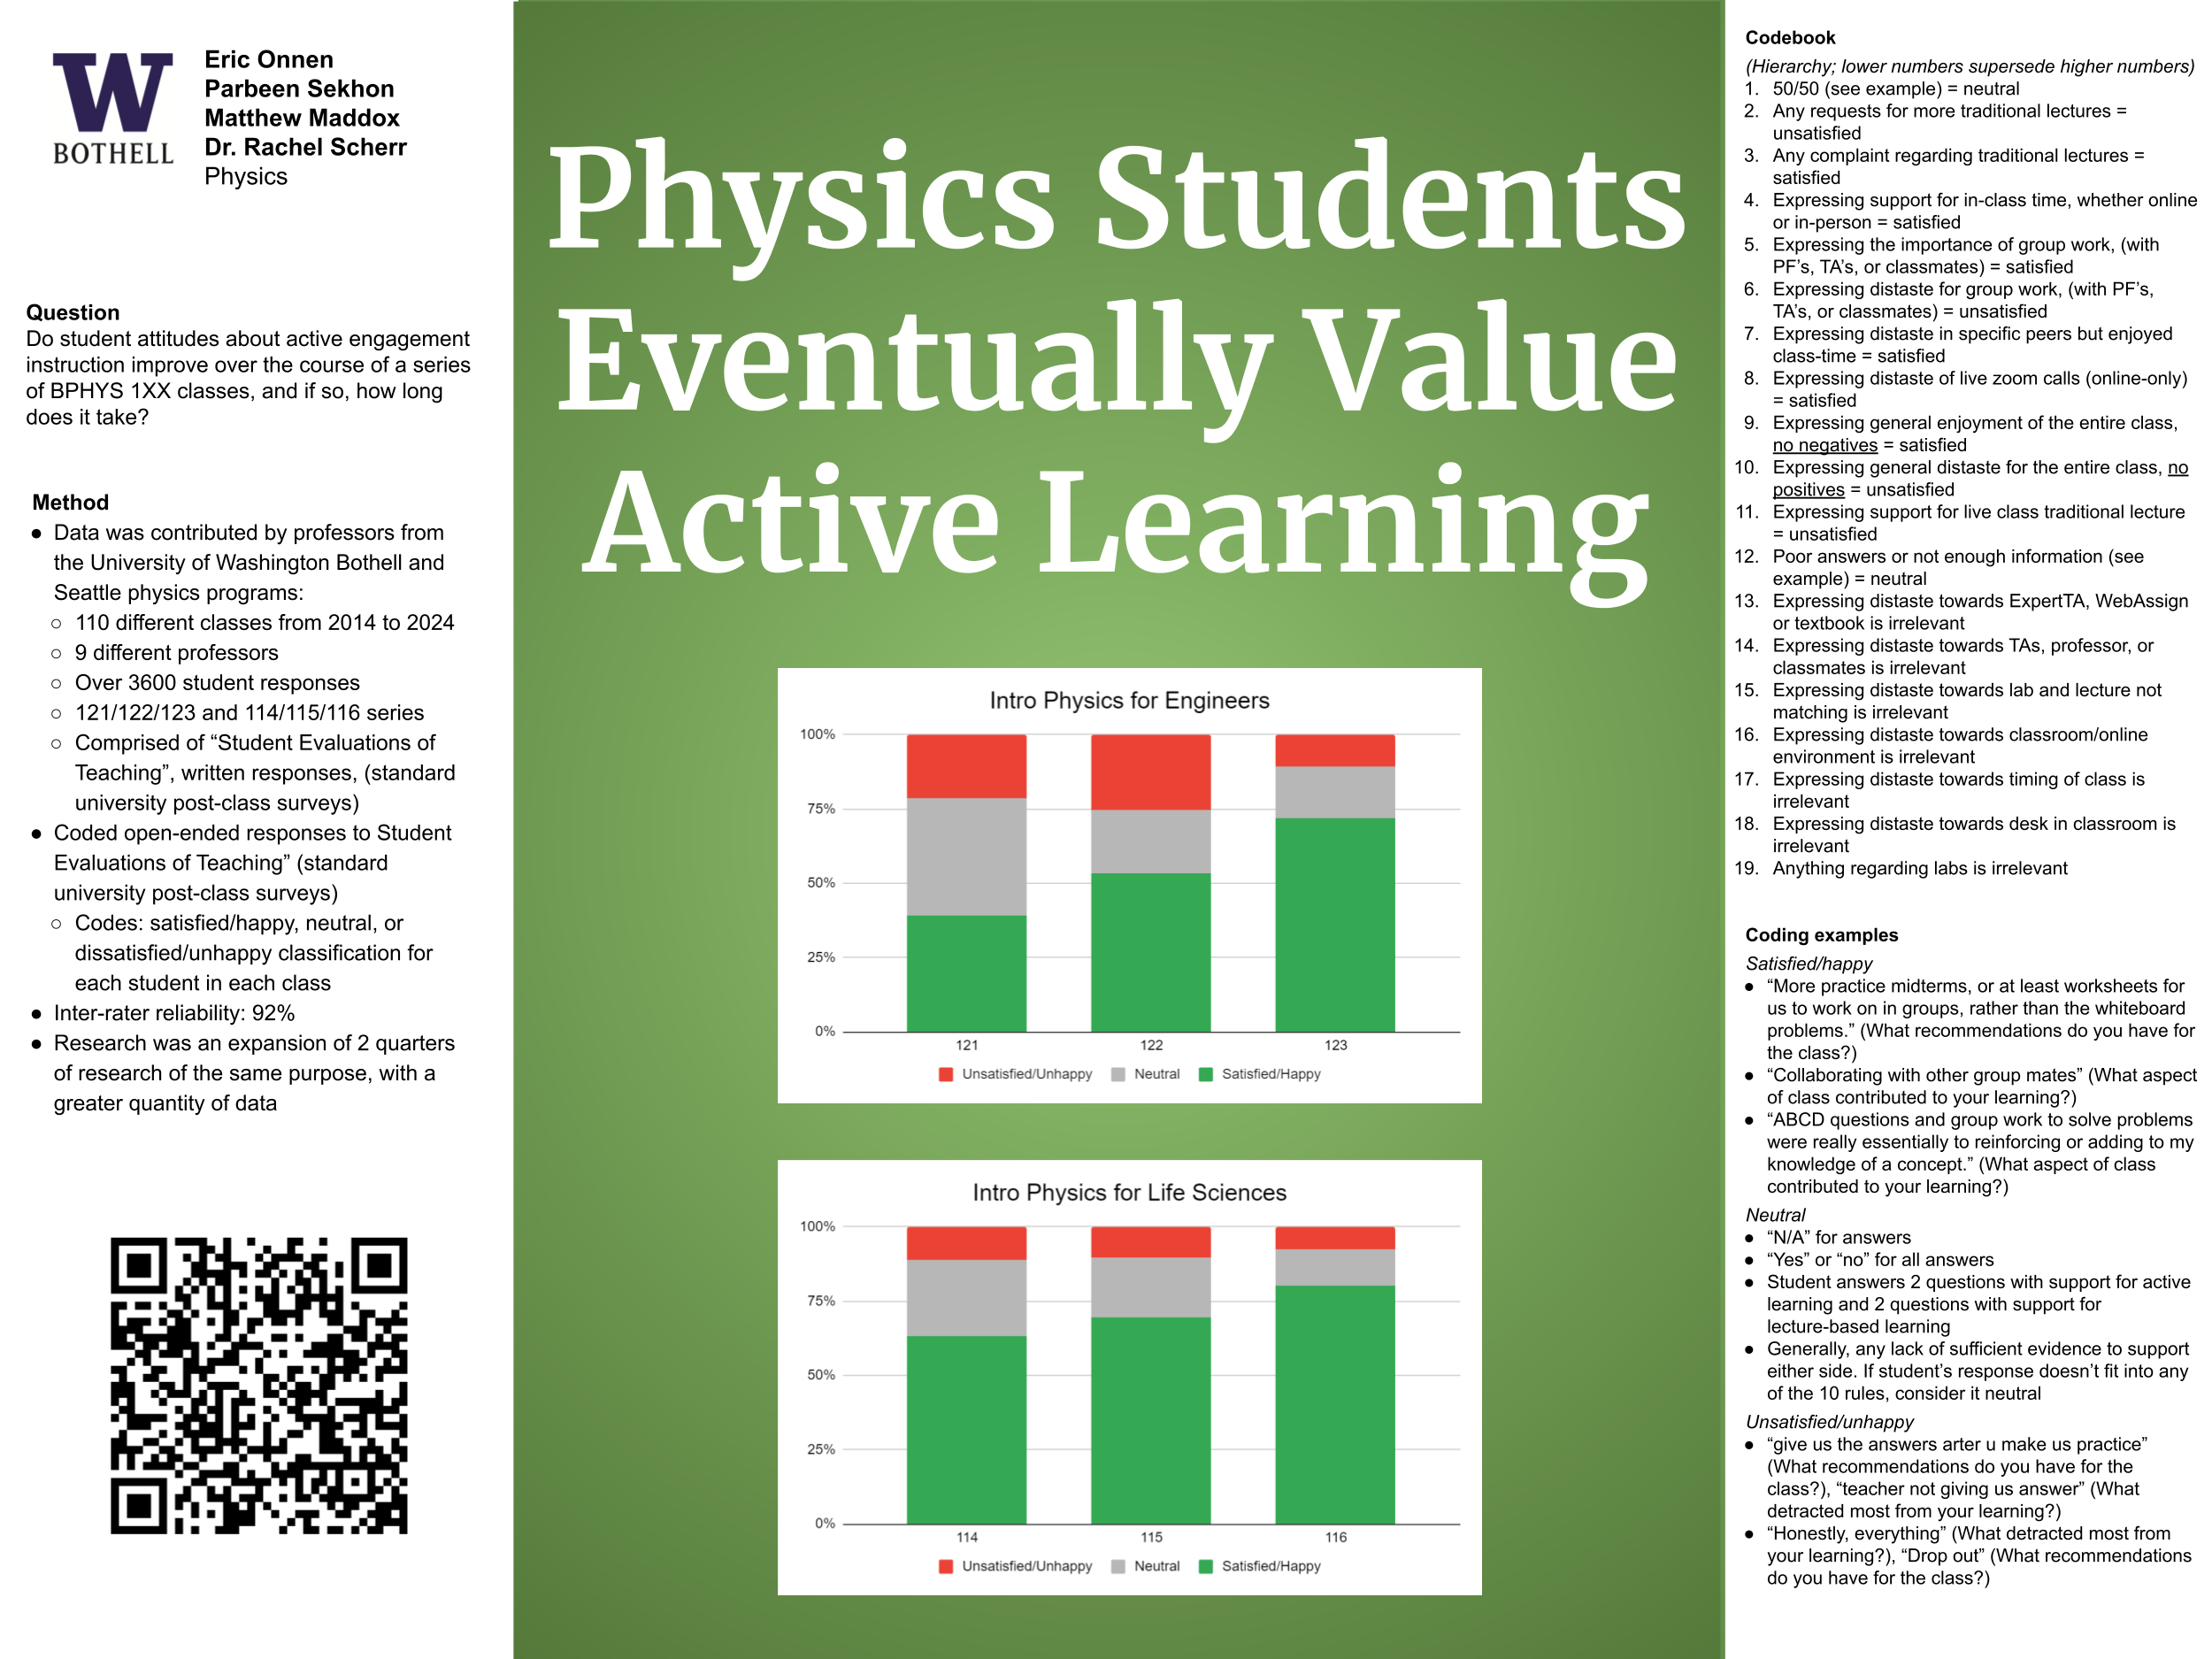 W
BOTHELL
Eric Onnen
Parbeen Sekhon
Matthew Maddox
Dr. Rachel Scherr
Physics
Question
Do student attitudes about active engagement
instruction improve over the course of a series
of BPHYS 1XX classes, and if so, how long
does it take?
Method
● Data was contributed by professors from
the University of Washington Bothell and
Seattle physics programs:
○ 110 different classes from 2014 to 2024
○ 9 different professors
○ Over 3600 student responses
○ 121/122/123 and 114/115/116 series
○ Comprised of “Student Evaluations of
Teaching”, written responses, (standard
university post-class surveys)
● Coded open-ended responses to Student
Evaluations of Teaching” (standard
university post-class surveys)
○ Codes: satisfied/happy, neutral, or
dissatisfied/unhappy classification for
each student in each class
● Inter-rater reliability: 92%
● Research was an expansion of 2 quarters
of research of the same purpose, with a
greater quantity of data
Physics Students
Eventually Value
Active Learning
Intro Physics for Engineers
100%
75%
50%
25%
0%
121 122 123
Unsatisfied/Unhappy Neutral Satisfied/Happy
Intro Physics for Life Sciences
100%
75%
50%
25%
0%
114 115 116
Unsatisfied/Unhappy Neutral Satisfied/Happy
Codebook
(Hierarchy; lower numbers supersede higher numbers)
1. 50/50 (see example) = neutral
2. Any requests for more traditional lectures =
unsatisfied
3. Any complaint regarding traditional lectures =
satisfied
4. Expressing support for in-class time, whether online
or in-person = satisfied
5. Expressing the importance of group work, (with
PF’s, TA’s, or classmates) = satisfied
6. Expressing distaste for group work, (with PF’s,
TA’s, or classmates) = unsatisfied
7. Expressing distaste in specific peers but enjoyed
class-time = satisfied
8. Expressing distaste of live zoom calls (online-only)
= satisfied
9. Expressing general enjoyment of the entire class,
no negatives = satisfied
10. Expressing general distaste for the entire class, no
positives = unsatisfied
11. Expressing support for live class traditional lecture
= unsatisfied
12. Poor answers or not enough information (see
example) = neutral
13. Expressing distaste towards ExpertTA, WebAssign
or textbook is irrelevant
14. Expressing distaste towards TAs, professor, or
classmates is irrelevant
15. Expressing distaste towards lab and lecture not
matching is irrelevant
16. Expressing distaste towards classroom/online
environment is irrelevant
17. Expressing distaste towards timing of class is
irrelevant
18. Expressing distaste towards desk in classroom is
irrelevant
19. Anything regarding labs is irrelevant
Coding examples
Satisfied/happy
● “More practice midterms, or at least worksheets for
us to work on in groups, rather than the whiteboard
problems.” (What recommendations do you have for
the class?)
● “Collaborating with other group mates” (What aspect
of class contributed to your learning?)
● “ABCD questions and group work to solve problems
were really essentially to reinforcing or adding to my
knowledge of a concept.” (What aspect of class
contributed to your learning?)
Neutral
● “N/A” for answers
● “Yes” or “no” for all answers
● Student answers 2 questions with support for active
learning and 2 questions with support for
lecture-based learning
● Generally, any lack of sufficient evidence to support
either side. If student’s response doesn’t fit into any
of the 10 rules, consider it neutral
Unsatisfied/unhappy
● “give us the answers arter u make us practice”
(What recommendations do you have for the
class?), “teacher not giving us answer” (What
detracted most from your learning?)
● “Honestly, everything” (What detracted most from
your learning?), “Drop out” (What recommendations
do you have for the class?)